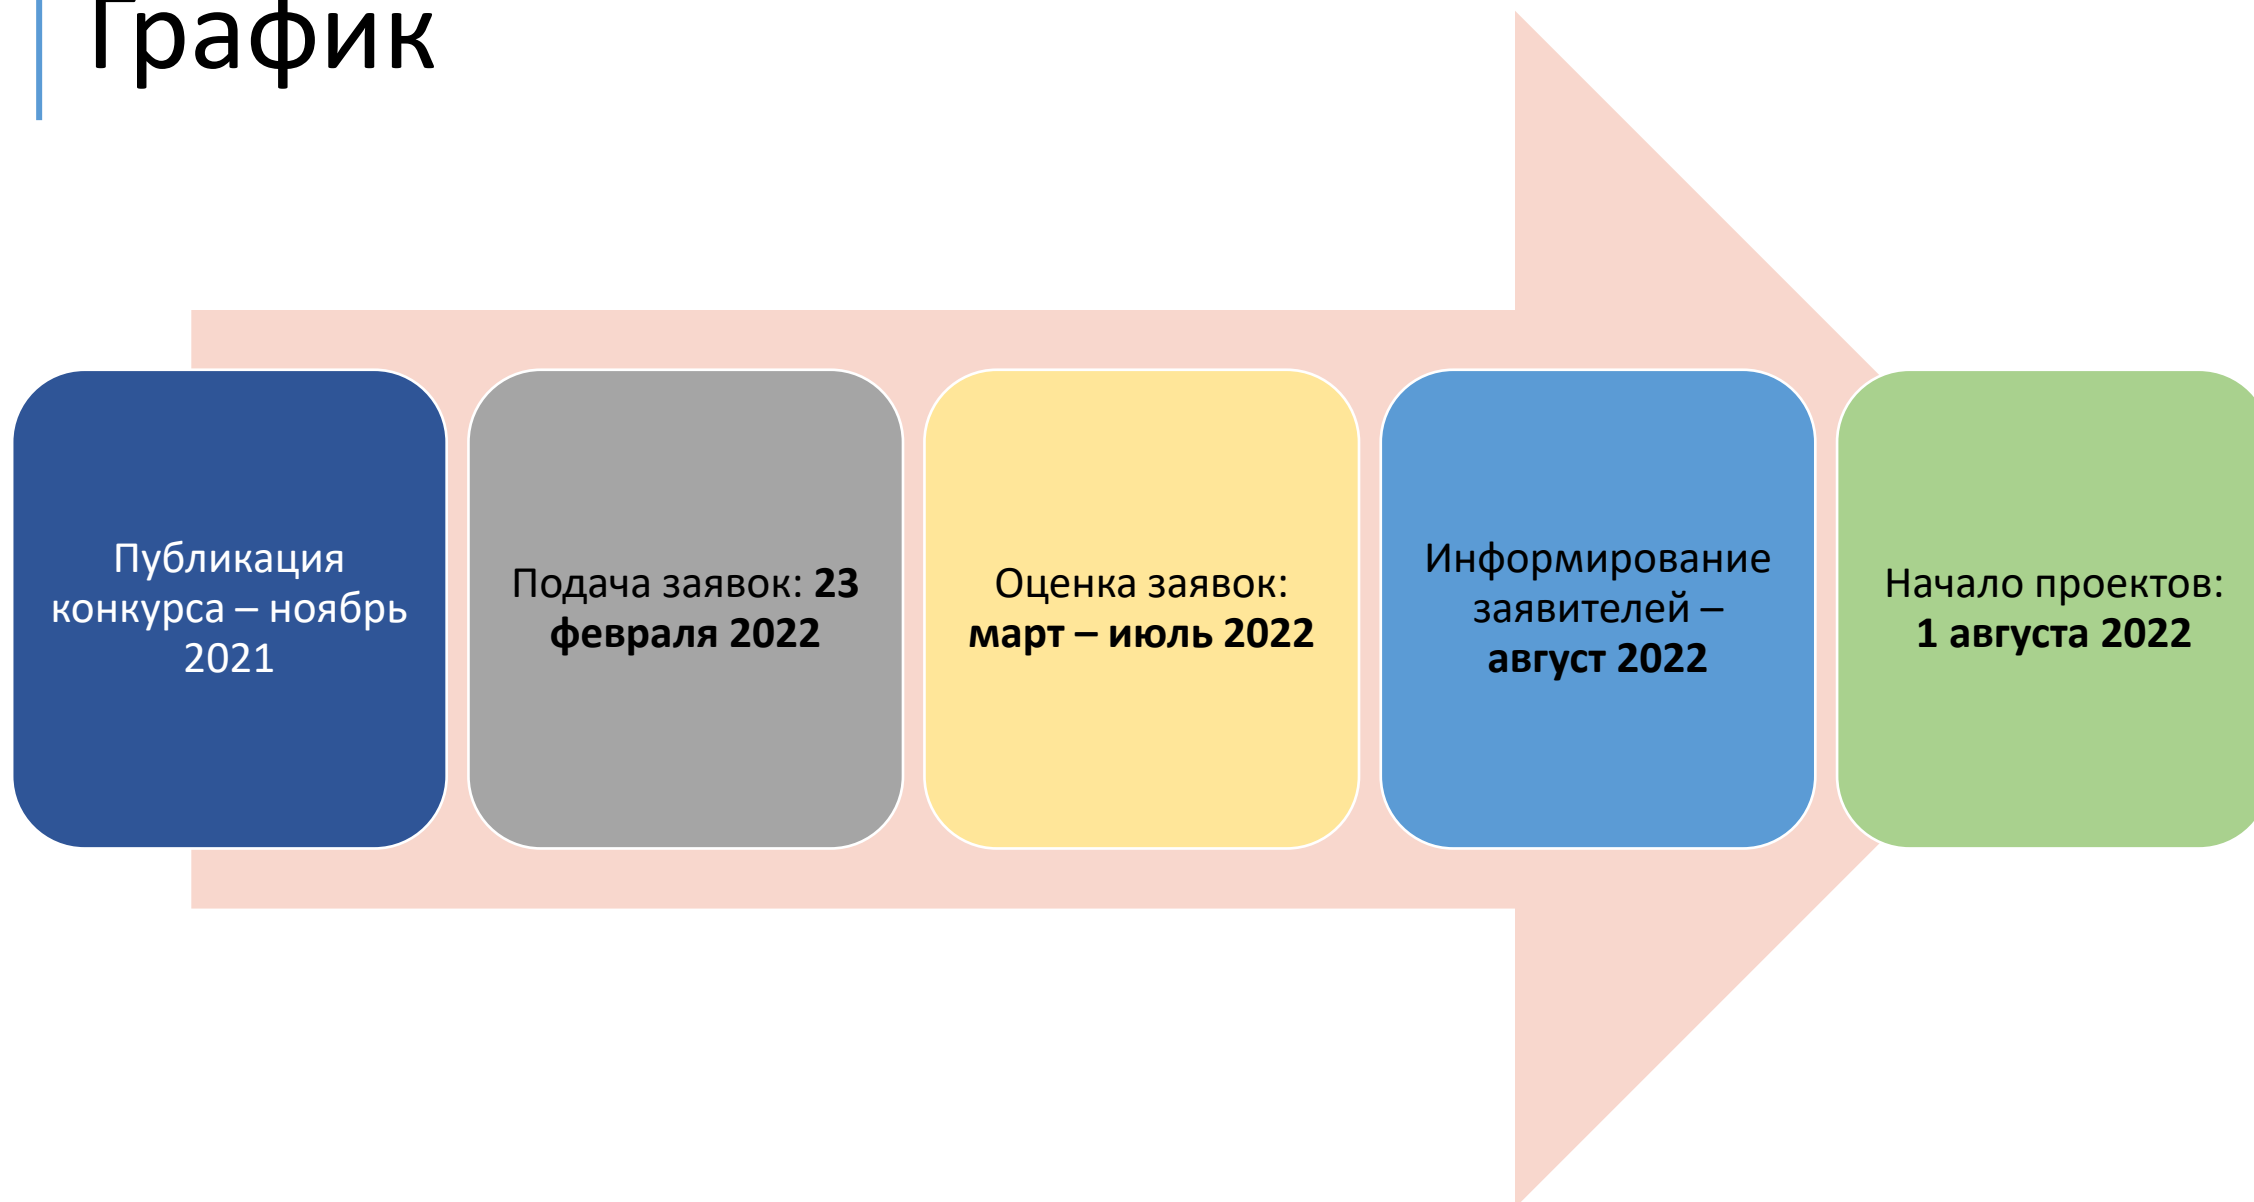 График
Публикация
конкурса – ноябрь
2021
Подача заявок: 23
февраля 2022
Оценка заявок:
март – июль 2022
Информирование
заявителей –
август 2022
Начало проектов:
1 августа 2022